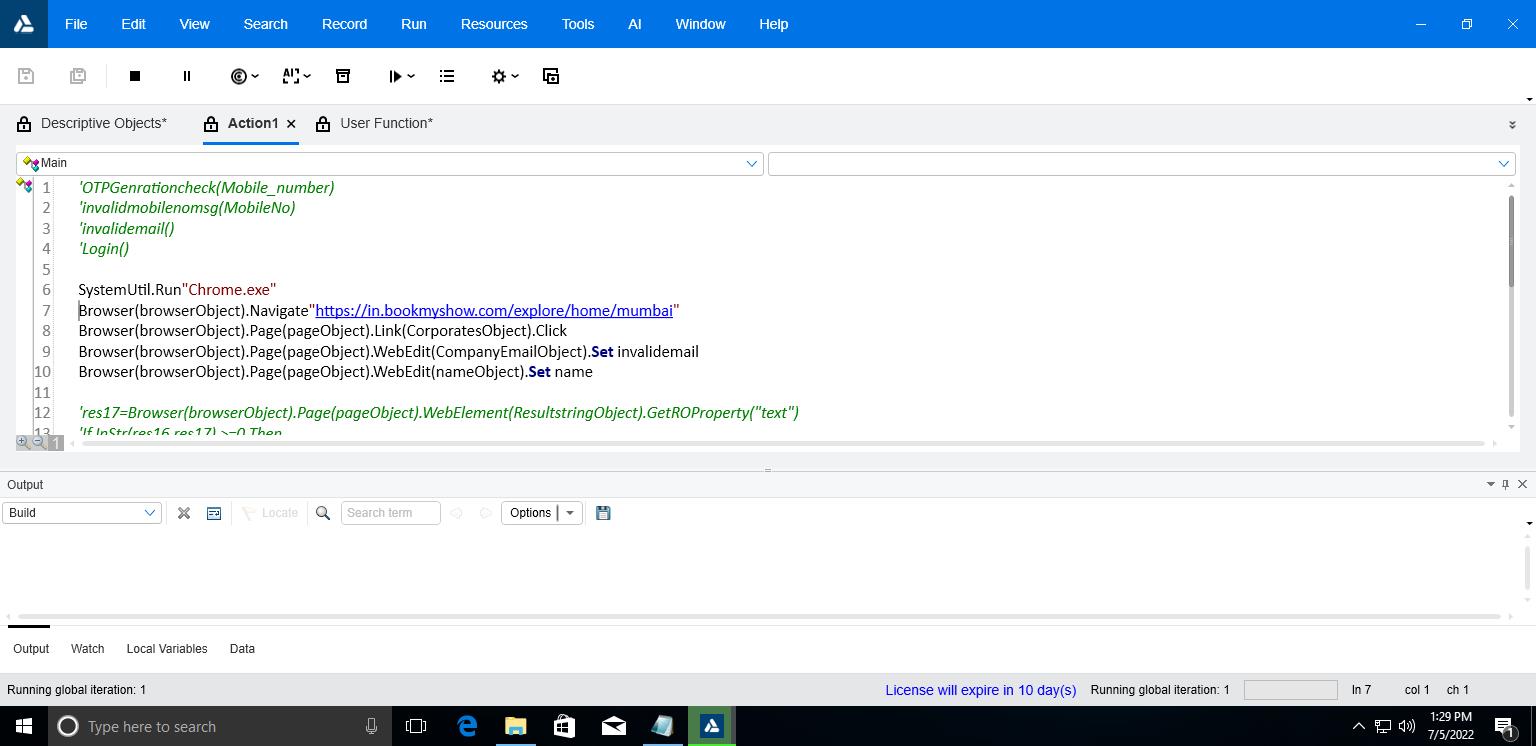 File Edit View Search Record Run Resources Tools AI Window Help
Descriptive Objects* Action1 User Function*
Main
1 'OTPGenrationcheck(Mobile_number)
2 'invalidmobilenomsg(MobileNo)
3 'invalidemail()
4 'Login()
5
6 SystemUtil.Run"Chrome.exe"
7 Browser(browserObject).Navigate"https://in.bookmyshow.com/explore/home/mumbai"
8 Browser(browserObject).Page(pageObject).Link(CorporatesObject).Click
9 Browser(browserObject).Page(pageObject).WebEdit(CompanyEmailObject).Set invalidemail
10 Browser(browserObject).Page(pageObject).WebEdit(nameObject).Set name
11
12 'res17=Browser(browserObject).Page(pageObject).WebElement(ResultstringObject).GetROProperty("text")
13 'If InStr(res16,res17) >=0 Then
1
Output
Build Locate Search term Options
Output Watch Local Variables Data
Running global iteration: 1 License will expire in 10 day(s) Running global iteration: 1 ln 7 col 1 ch 1
Type here to search 1:29 PM
7/5/2022 1